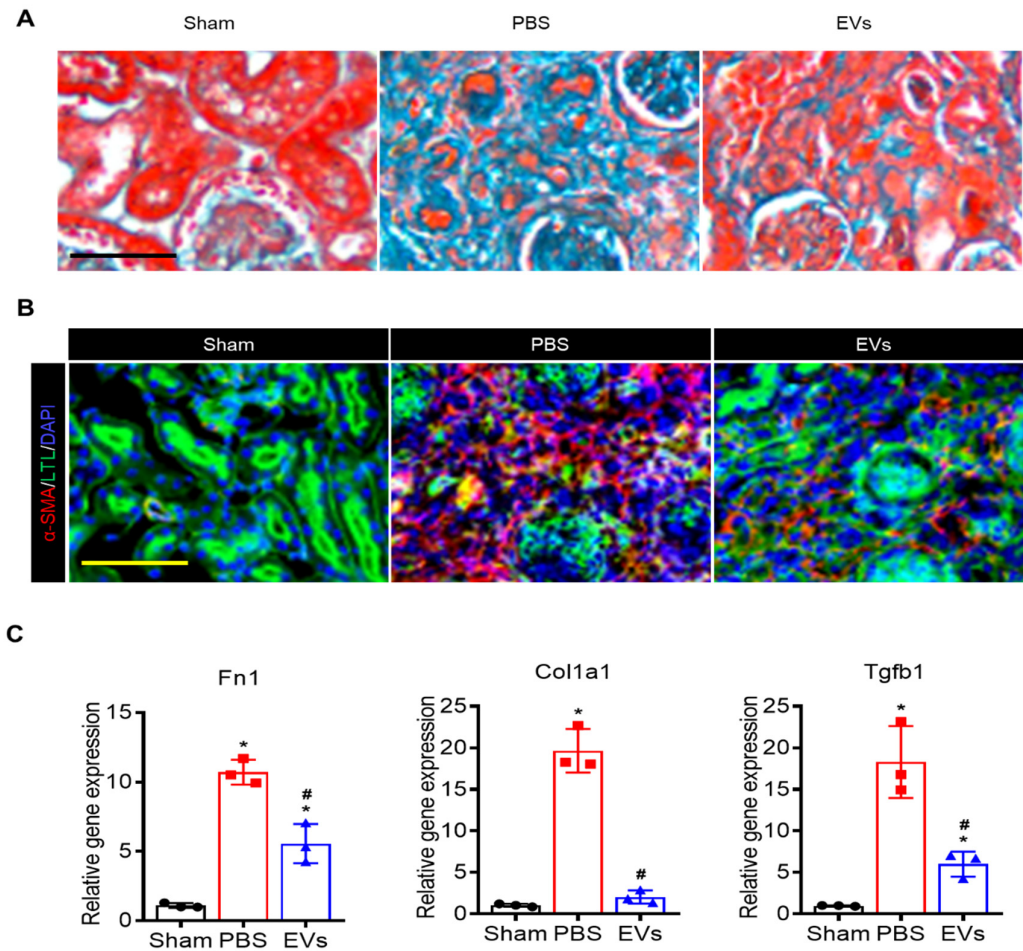 A
Sham PBS EVs
B
Sham PBS EVs
α-SMA/LTL/DAPI
C
Fn1
Relative gene expression
15
10
5
0
*
#
*
Sham PBS EVs
Col1a1
Relative gene expression
25
20
15
10
5
0
*
#
Sham PBS EVs
Tgfb1
Relative gene expression
25
20
15
10
5
0
*
#
*
Sham PBS EVs